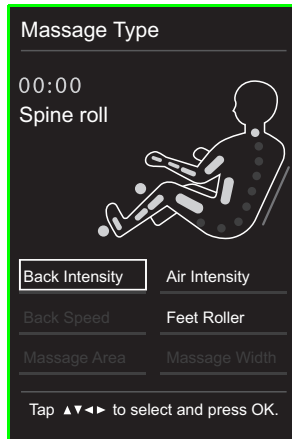 Massage Type
00:00
Spine roll
Back Intensity Air Intensity
Back Speed Feet Roller
Massage Area Massage Width
Tap ▲▼◄► to select and press OK.